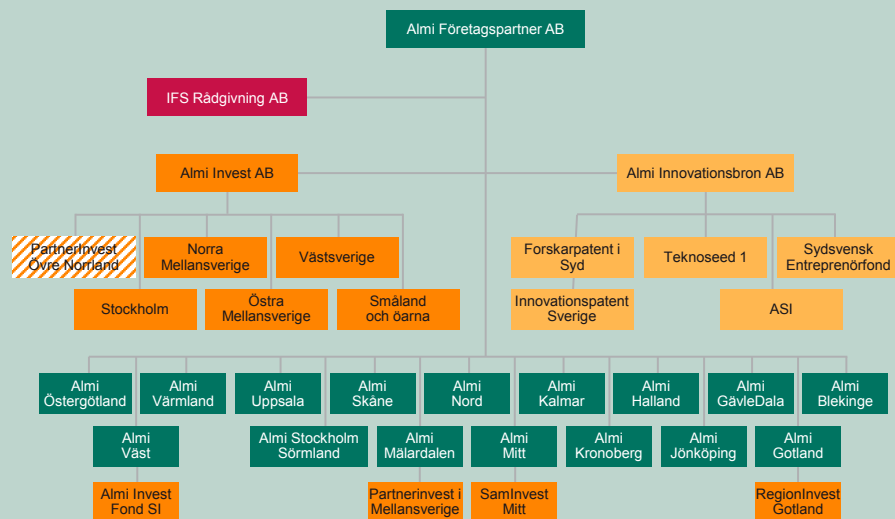 Almi Företagspartner AB
IFS Rådgivning AB
Almi Invest AB
Almi Innovationsbron AB
PartnerInvest
Övre Norrland
Norra
Mellansverige
Västsverige
Stockholm
Östra
Mellansverige
Småland
och öarna
Forskarpatent i
Syd
Teknoseed 1
Sydsvensk
Entreprenörfond
Innovationspatent
Sverige
ASI
Almi
Östergötland
Almi
Värmland
Almi
Uppsala
Almi
Skåne
Almi
Nord
Almi
Kalmar
Almi
Halland
Almi
GävleDala
Almi
Blekinge
Almi
Väst
Almi Stockholm
Sörmland
Almi
Mälardalen
Almi
Mitt
Almi
Kronoberg
Almi
Jönköping
Almi
Gotland
Almi Invest
Fond SI
Partnerinvest i
Mellansverige
SamInvest
Mitt
RegionInvest
Gotland